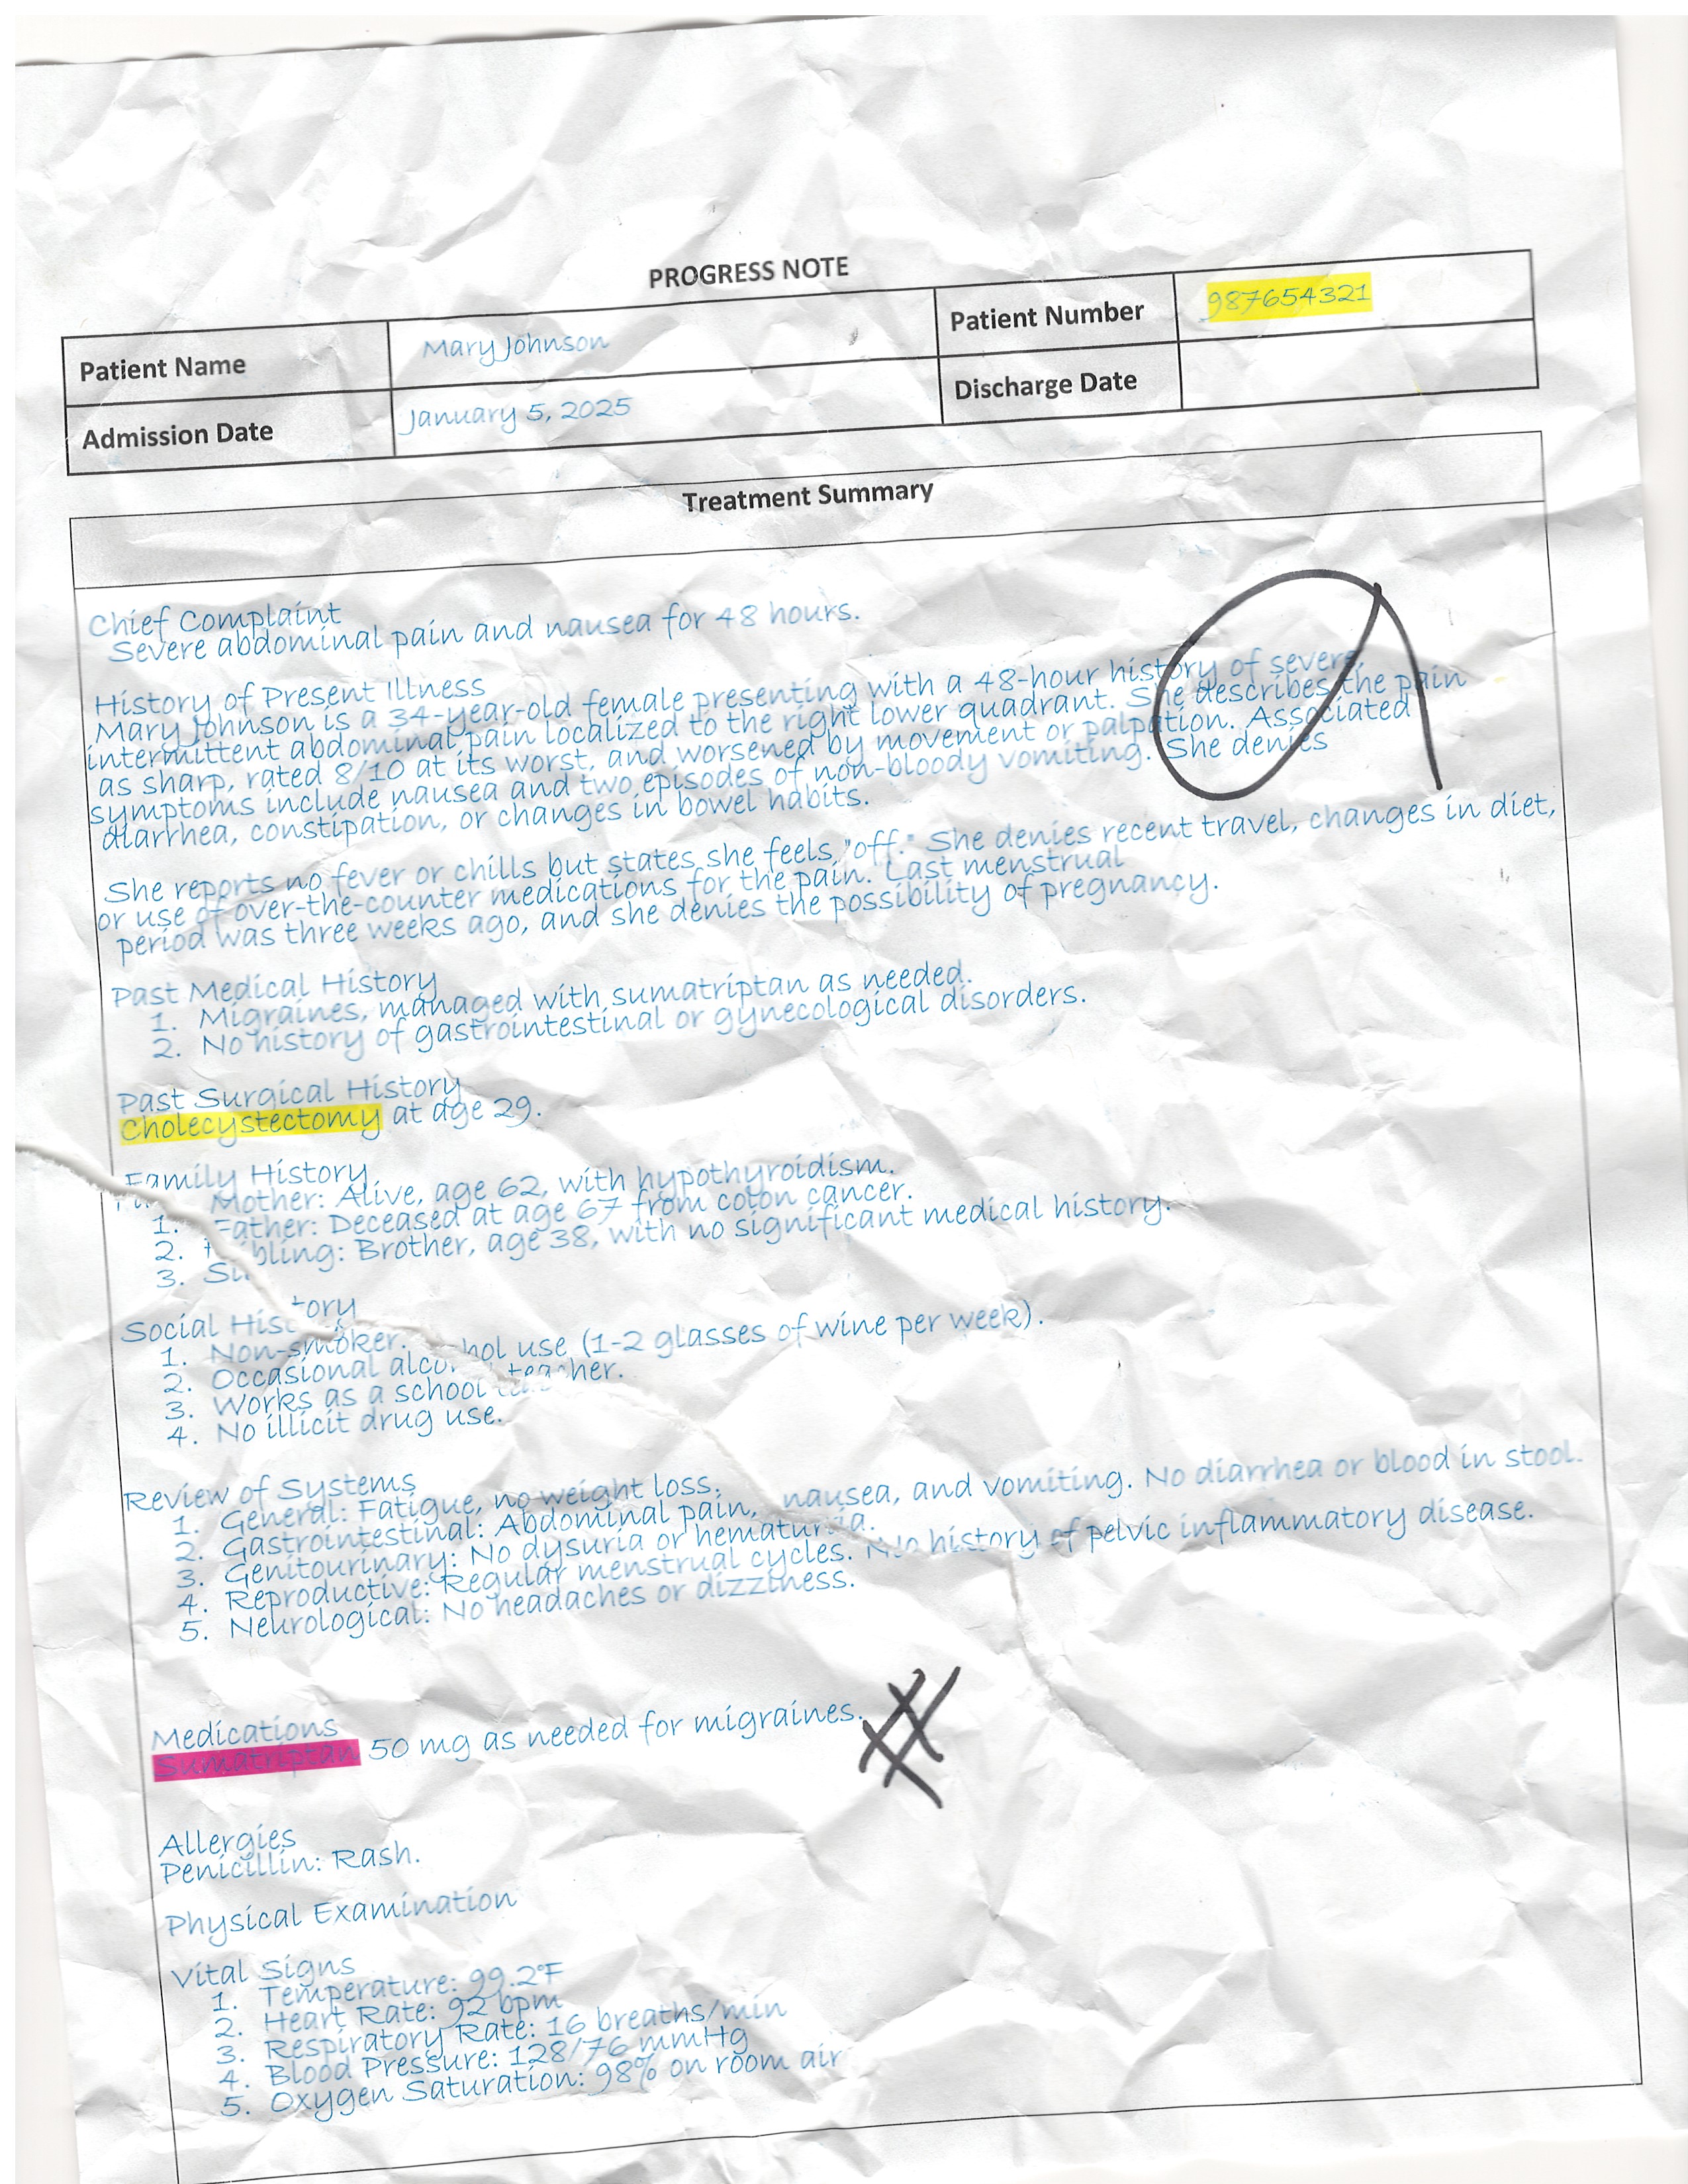 PROGRESS NOTE
Patient Name Mary Johnson Patient Number 987654321
Admission Date January 5, 2025 Discharge Date
Treatment Summary
Chief Complaint
Severe abdominal pain and nausea for 48 hours.
History of Present Illness
Mary Johnson is a 34-year-old female presenting with a 48-hour history of severe,
intermittent abdominal pain localized to the right lower quadrant. She describes the pain
as sharp, rated 8/10 at its worst, and worsened by movement or palpation. Associated
symptoms include nausea and two episodes of non-bloody vomiting. She denies
diarrhea, constipation, or changes in bowel habits.
She reports no fever or chills but states she feels "off." She denies recent travel, changes in diet,
or use of over-the-counter medications for the pain. Last menstrual
period was three weeks ago, and she denies the possibility of pregnancy.
Past Medical History
1. Migraines, managed with sumatriptan as needed.
2. No history of gastrointestinal or gynecological disorders.
Past Surgical History
Cholecystectomy at age 29.
Family History
1. Mother: Alive, age 62, with hypothyroidism.
2. Father: Deceased at age 67 from colon cancer.
3. Sibling: Brother, age 38, with no significant medical history.
Social History
1. Non-smoker.
2. Occasional alcohol use (1-2 glasses of wine per week).
3. Works as a school teacher.
4. No illicit drug use.
Review of Systems
1. General: Fatigue, no weight loss.
2. Gastrointestinal: Abdominal pain, nausea, and vomiting. No diarrhea or blood in stool.
3. Genitourinary: No dysuria or hematuria.
4. Reproductive: Regular menstrual cycles. No history of pelvic inflammatory disease.
5. Neurological: No headaches or dizziness.
Medications
Sumatriptan 50 mg as needed for migraines. #
Allergies
Penicillin: Rash.
Physical Examination
Vital Signs
1. Temperature: 99.2°F
2. Heart Rate: 92 bpm
3. Respiratory Rate: 16 breaths/min
4. Blood Pressure: 128/76 mmHg
5. Oxygen Saturation: 98% on room air